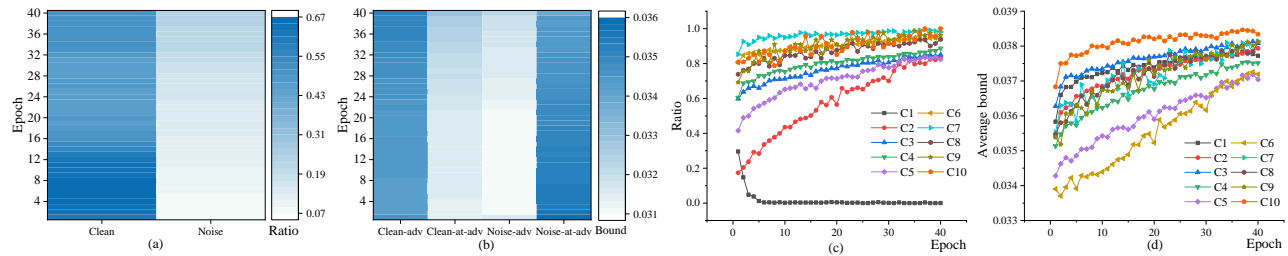 Epoch
40
36
32
28
24
20
16
12
8
4
Clean
Noise
Ratio
(a)
0.67
0.55
0.43
0.31
0.19
0.07
Epoch
40
36
32
28
24
20
16
12
8
4
Clean-adv
Clean-at-adv
Noise-adv
Noise-at-adv
Bound
(b)
0.036
0.035
0.034
0.033
0.032
0.031
Ratio
1.0
0.8
0.6
0.4
0.2
0.0
C1 C6
C2 C7
C3 C8
C4 C9
C5 C10
0 10 20 30 40
(c)
Epoch
Average bound
0.039
0.038
0.037
0.036
0.035
0.034
0.033
C1 C6
C2 C7
C3 C8
C4 C9
C5 C10
0 10 20 30 40
(d)
Epoch